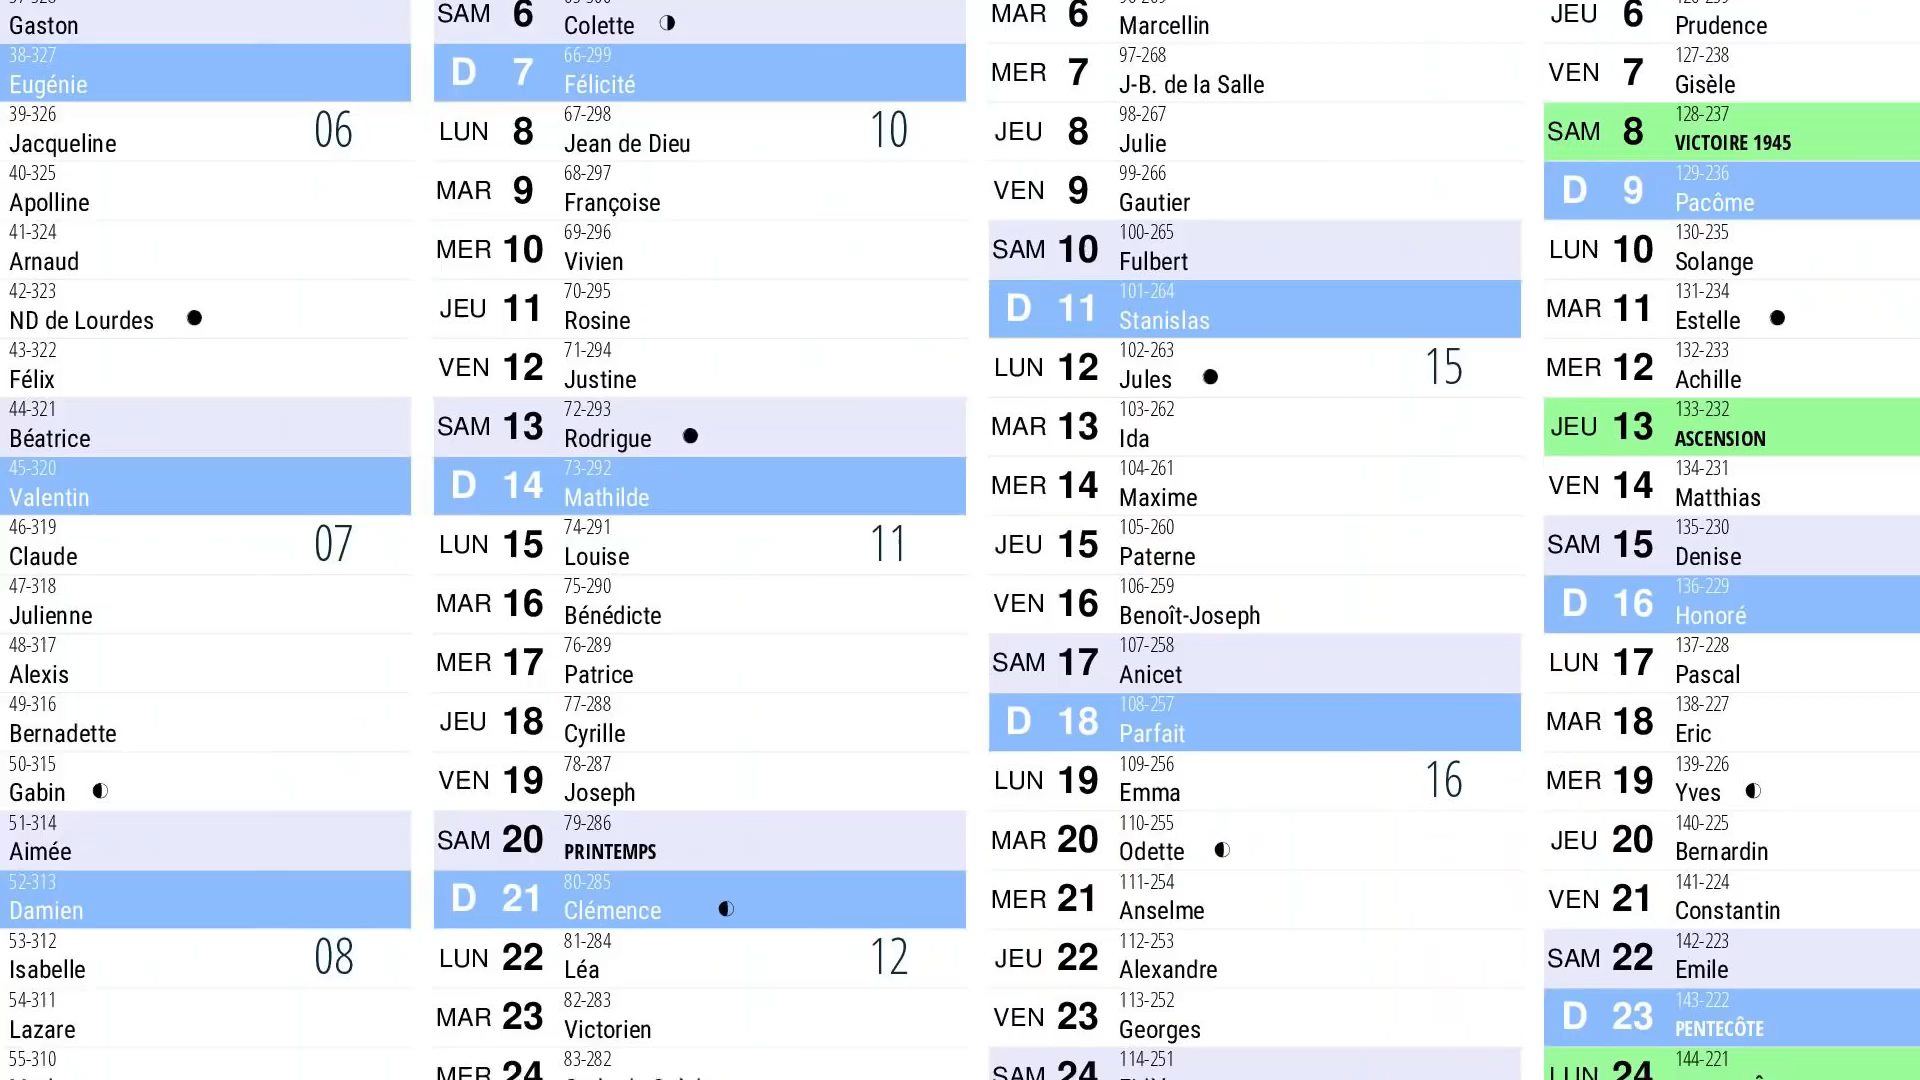 Gaston
38-327
Eugénie
39-326
Jacqueline
06
40-325
Apolline
41-324
Arnaud
42-323
ND de Lourdes
43-322
Félix
44-321
Béatrice
45-320
Valentin
46-319
Claude
07
47-318
Julienne
48-317
Alexis
49-316
Bernadette
50-315
Gabin
51-314
Aimée
52-313
Damien
53-312
Isabelle
08
54-311
Lazare
55-310
SAM 6
Colette
D 7
66-299
Félicité
LUN 8
67-298
Jean de Dieu
10
MAR 9
68-297
Françoise
MER 10
69-296
Vivien
JEU 11
70-295
Rosine
VEN 12
71-294
Justine
SAM 13
72-293
Rodrigue
D 14
73-292
Mathilde
LUN 15
74-291
Louise
11
MAR 16
75-290
Bénédicte
MER 17
76-289
Patrice
JEU 18
77-288
Cyrille
VEN 19
78-287
Joseph
SAM 20
79-286
PRINTEMPS
D 21
80-285
Clémence
LUN 22
81-284
Léa
12
MAR 23
82-283
Victorien
MER 24
83-282
MAR 6
Marcellin
MER 7
97-268
J-B. de la Salle
JEU 8
98-267
Julie
VEN 9
99-266
Gautier
SAM 10
100-265
Fulbert
D 11
101-264
Stanislas
LUN 12
102-263
Jules
15
MAR 13
103-262
Ida
MER 14
104-261
Maxime
JEU 15
105-260
Paterne
VEN 16
106-259
Benoît-Joseph
SAM 17
107-258
Anicet
D 18
108-257
Parfait
LUN 19
109-256
Emma
16
MAR 20
110-255
Odette
MER 21
111-254
Anselme
JEU 22
112-253
Alexandre
VEN 23
113-252
Georges
SAM 24
114-251
JEU 6
Prudence
VEN 7
127-238
Gisèle
SAM 8
128-237
VICTOIRE 1945
D 9
129-236
Pacôme
LUN 10
130-235
Solange
MAR 11
131-234
Estelle
MER 12
132-233
Achille
JEU 13
133-232
ASCENSION
VEN 14
134-231
Matthias
SAM 15
135-230
Denise
D 16
136-229
Honoré
LUN 17
137-228
Pascal
MAR 18
138-227
Eric
MER 19
139-226
Yves
JEU 20
140-225
Bernardin
VEN 21
141-224
Constantin
SAM 22
142-223
Emile
D 23
143-222
PENTECÔTE
LUN 24
144-221